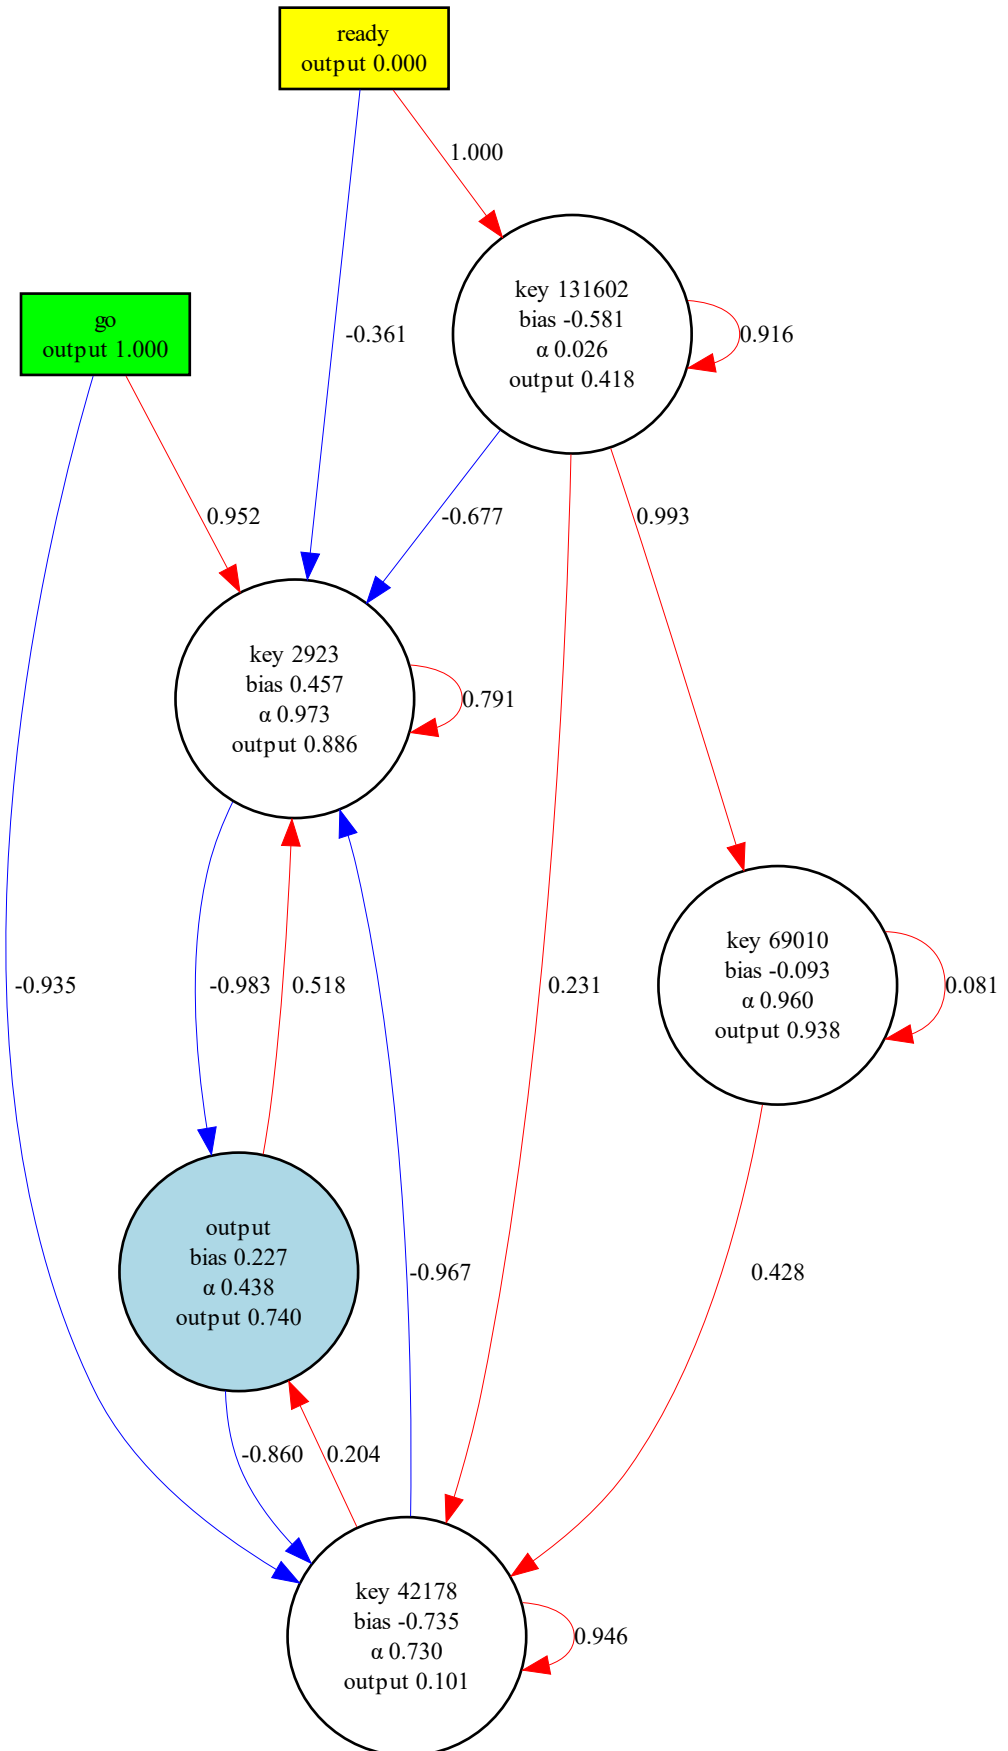 ready
output 0.000
1.000
key 131602
bias -0.581
α 0.026
output 0.418
0.916
go
output 1.000
-0.361
0.952
-0.677
0.993
key 2923
bias 0.457
α 0.973
output 0.886
0.791
key 69010
bias -0.093
α 0.960
output 0.938
0.081
-0.935
-0.983
0.518
0.231
output
bias 0.227
α 0.438
output 0.740
-0.967
0.428
-0.860
0.204
key 42178
bias -0.735
α 0.730
output 0.101
0.946